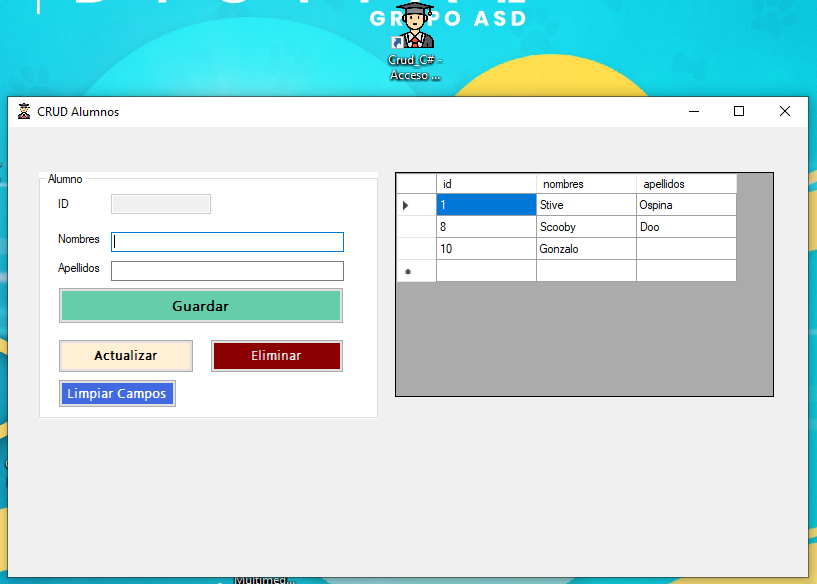 GRUPO ASD
Crud_C# -
Acceso ...
CRUD Alumnos
Alumno
ID
Nombres
Apellidos
Guardar
Actualizar
Eliminar
Limpiar Campos
id nombres apellidos
1 Stive Ospina
8 Scooby Doo
10 Gonzalo
Multimed...